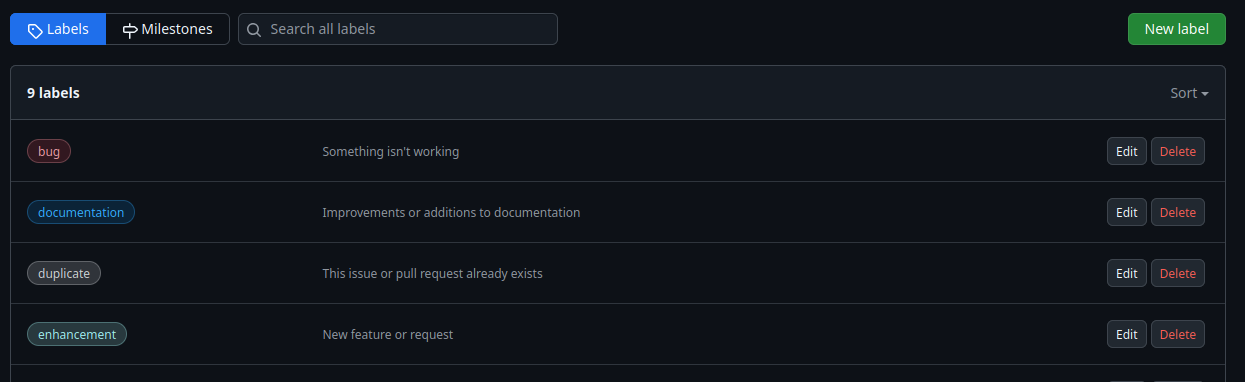 Labels Milestones Search all labels New label
9 labels Sort
bug Something isn't working Edit Delete
documentation Improvements or additions to documentation Edit Delete
duplicate This issue or pull request already exists Edit Delete
enhancement New feature or request Edit Delete